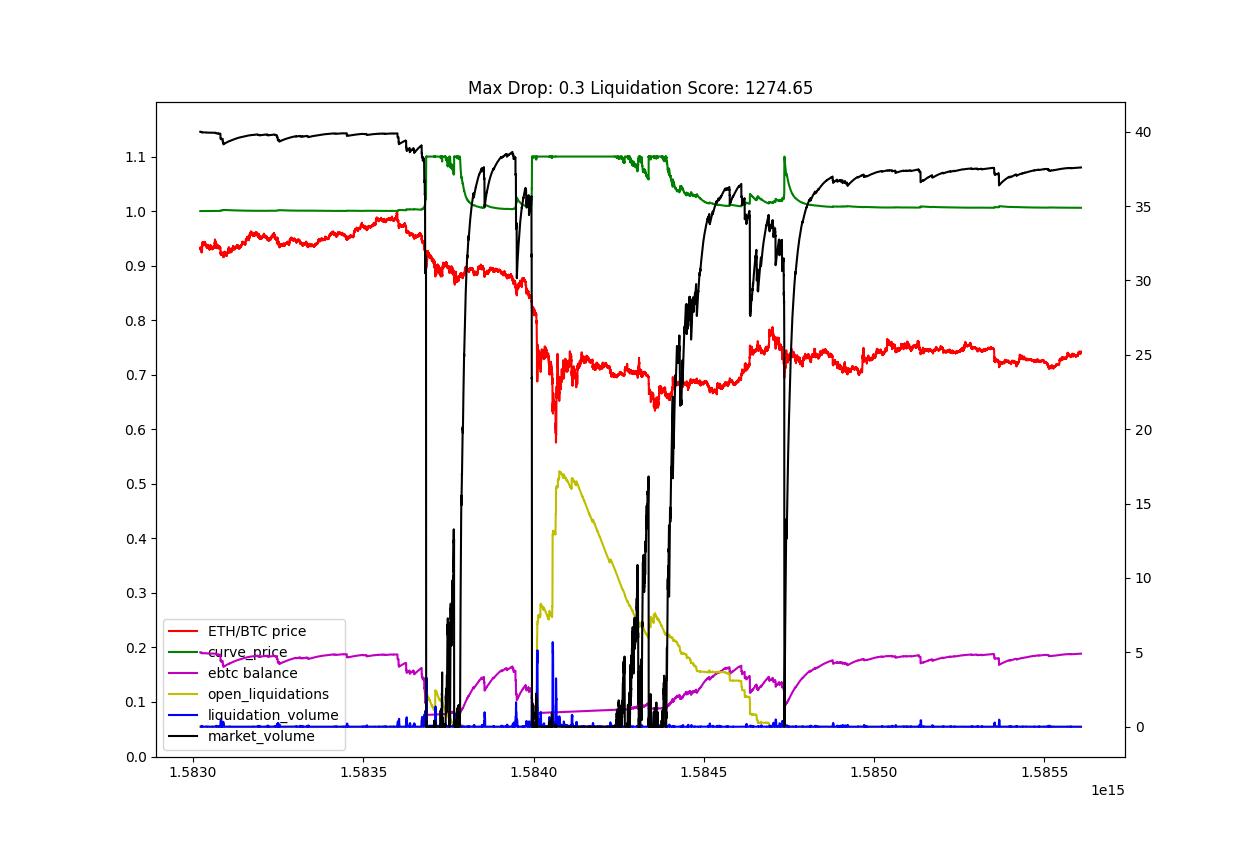 Max Drop: 0.3 Liquidation Score: 1274.65
1.1
1.0
0.9
0.8
0.7
0.6
0.5
0.4
0.3
0.2
0.1
0.0
40
35
30
25
20
15
10
5
0
ETH/BTC price
curve_price
ebtc balance
open_liquidations
liquidation_volume
market_volume
1.5830 1.5835 1.5840 1.5845 1.5850 1.5855
1e15